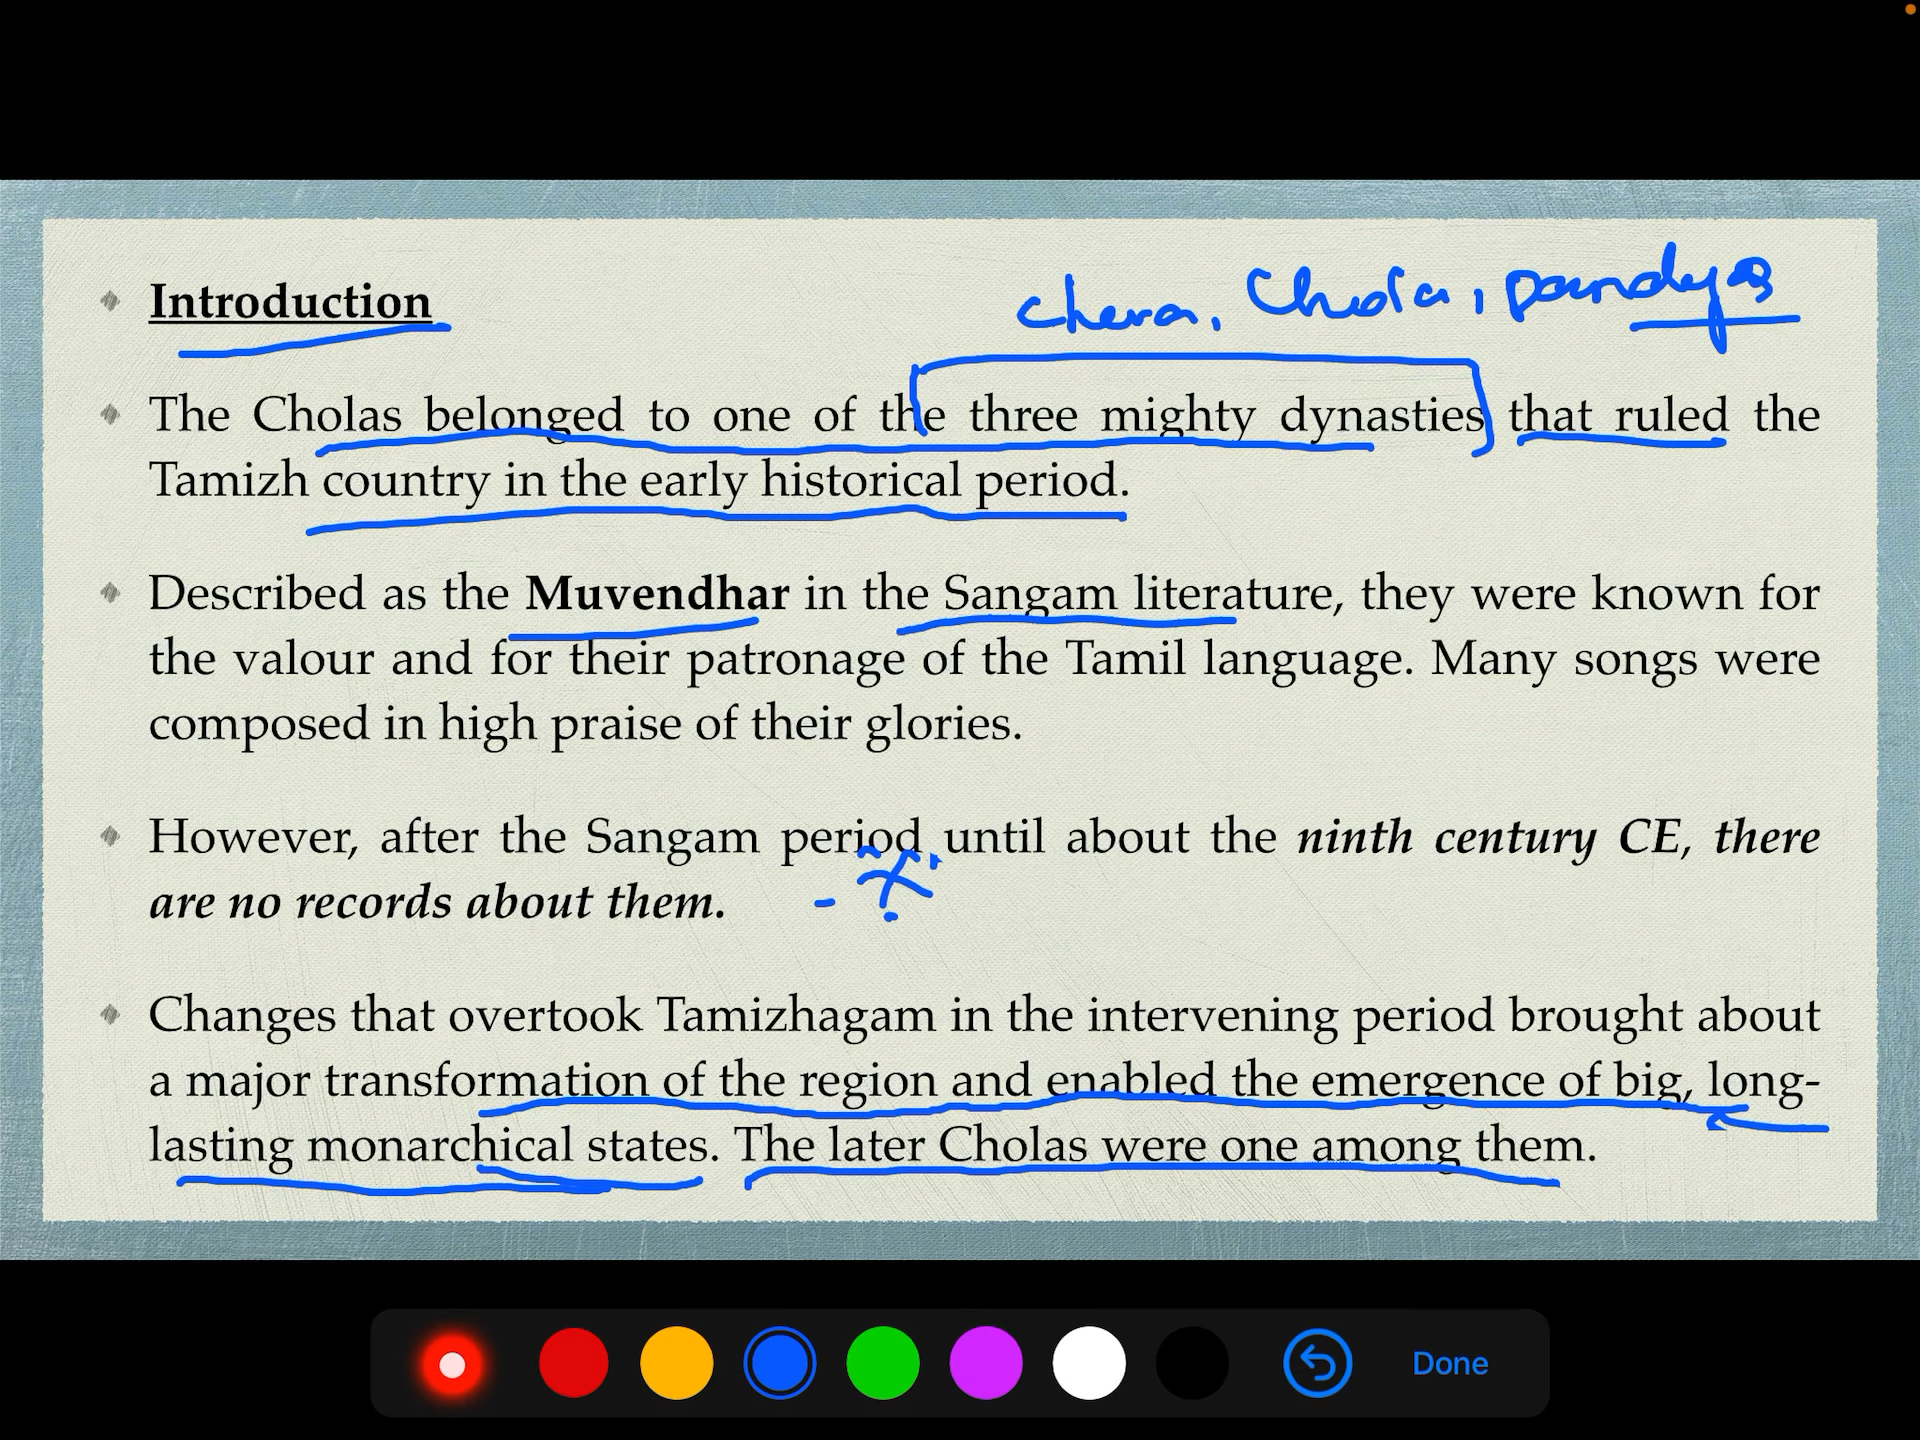 Introduction
chera, Chola, pandyas
The Cholas belonged to one of the three mighty dynasties that ruled the
Tamizh country in the early historical period.
Described as the Muvendhar in the Sangam literature, they were known for
the valour and for their patronage of the Tamil language. Many songs were
composed in high praise of their glories.
However, after the Sangam period until about the ninth century CE, there
are no records about them.
Changes that overtook Tamizhagam in the intervening period brought about
a major transformation of the region and enabled the emergence of big, long-
lasting monarchical states. The later Cholas were one among them.
Done